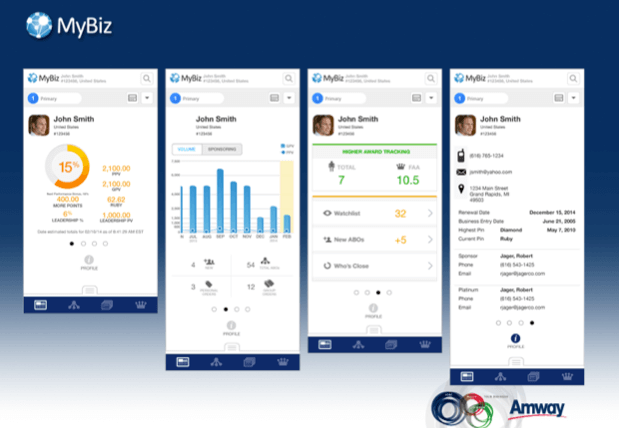 MyBiz
MyBiz
John Smith
#123456, United States
1 Primary
John Smith
United States
#123456
15%
2,100.00
PPV
2,100.00
GPV
400.00
MORE POINTS
62.62
RUBY
6%
LEADERSHIP %
1,000.00
LEADERSHIP PV
PROFILE
MyBiz
John Smith
#123456, United States
1 Primary
John Smith
United States
#123456
VOLUME
SPONSORING
JUL AUG SEP OCT NOV DEC JAN FEB
4
54
3
12
PROFILE
MyBiz
John Smith
#123456, United States
1 Primary
John Smith
United States
#123456
HIGHER AWARD TRACKING
TOTAL
7
FAA
10.5
Watchlist 32
New ABOs +5
Who's Close
PROFILE
MyBiz
John Smith
#123456, United States
1 Primary
John Smith
United States
#123456
(616) 765-1234
jsmith@yahoo.com
1234 Main Street
Grand Rapids, MI
49503
Renewal Date December 15, 2014
Business Entry Date June 21, 2005
Highest Pin Diamond May 7, 2010
Current Pin Ruby
Sponsor Jager, Robert
Phone (616) 543-1425
Email rjager@jagerco.com
Platinum Jager, Robert
Phone (616) 543-1425
Email rjager@jagerco.com
PROFILE
Amway